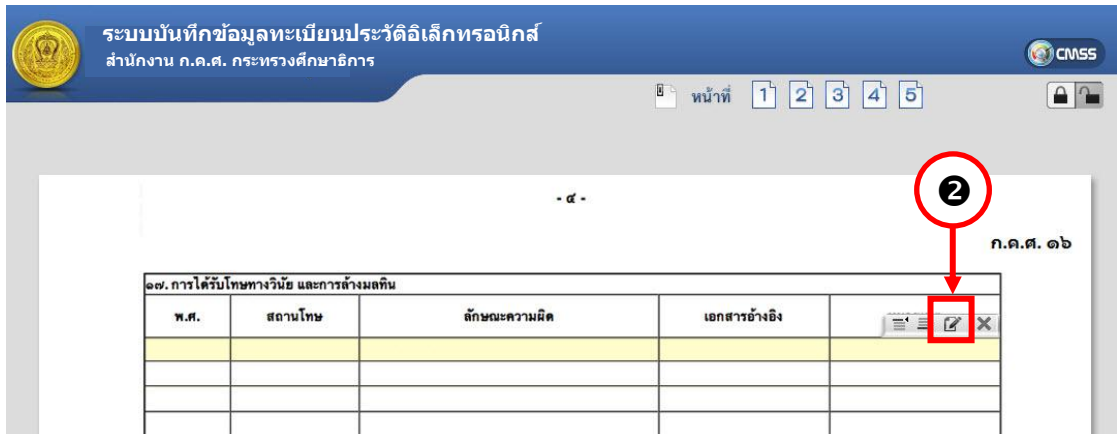 ระบบบันทึกข้อมูลทะเบียนประวัติอิเล็กทรอนิกส์
สำนักงาน ก.ค.ศ. กระทรวงศึกษาธิการ
CMSS
หน้าที่ 1 2 3 4 5
- ๔ -
❷
ก.ค.ศ. ๑๖
๑๗. การได้รับโทษทางวินัย และการล้างมลทิน
พ.ศ. สถานโทษ ลักษณะความผิด เอกสารอ้างอิง